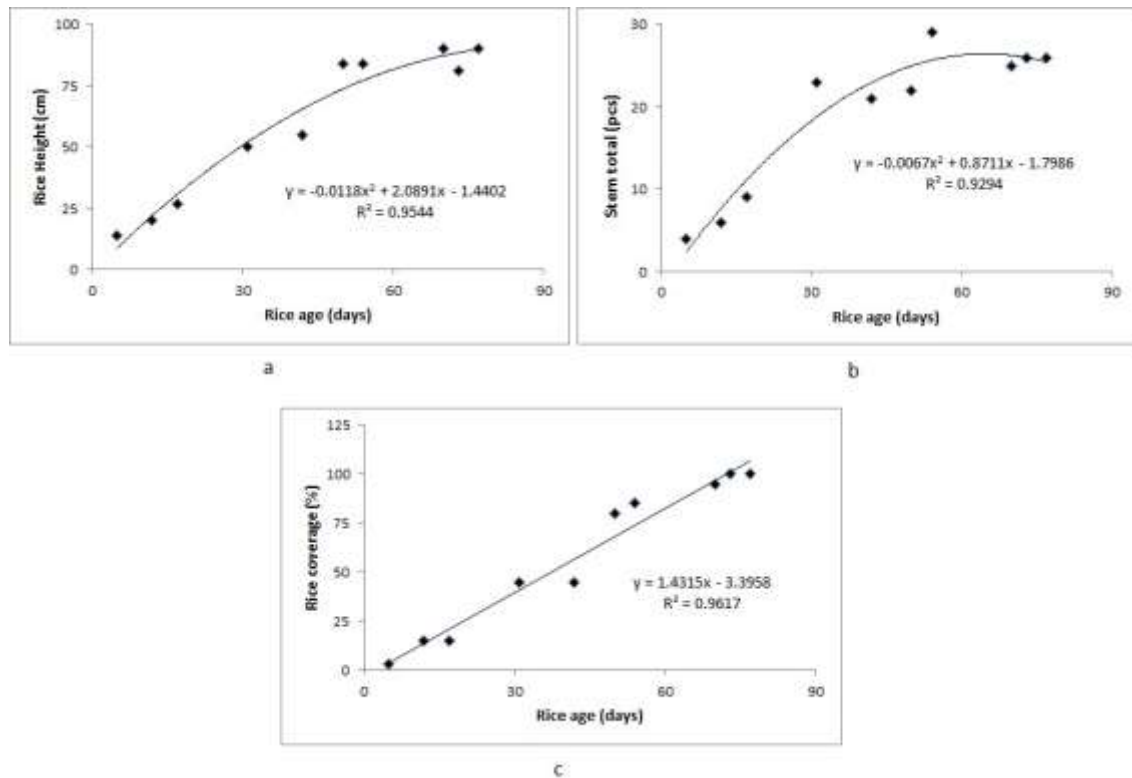 100
75
50
25
0
0 30 60 90
Rice Height (cm)
Rice age (days)
y = -0.0118x² + 2.0891x - 1.4402
R² = 0.9544
a
30
20
10
0
0 30 60 90
Stem total (pcs)
Rice age (days)
y = -0.0067x² + 0.8711x - 1.7986
R² = 0.9294
b
125
100
75
50
25
0
0 30 60 90
Rice coverage (%)
Rice age (days)
y = 1.4315x - 3.3958
R² = 0.9617
c